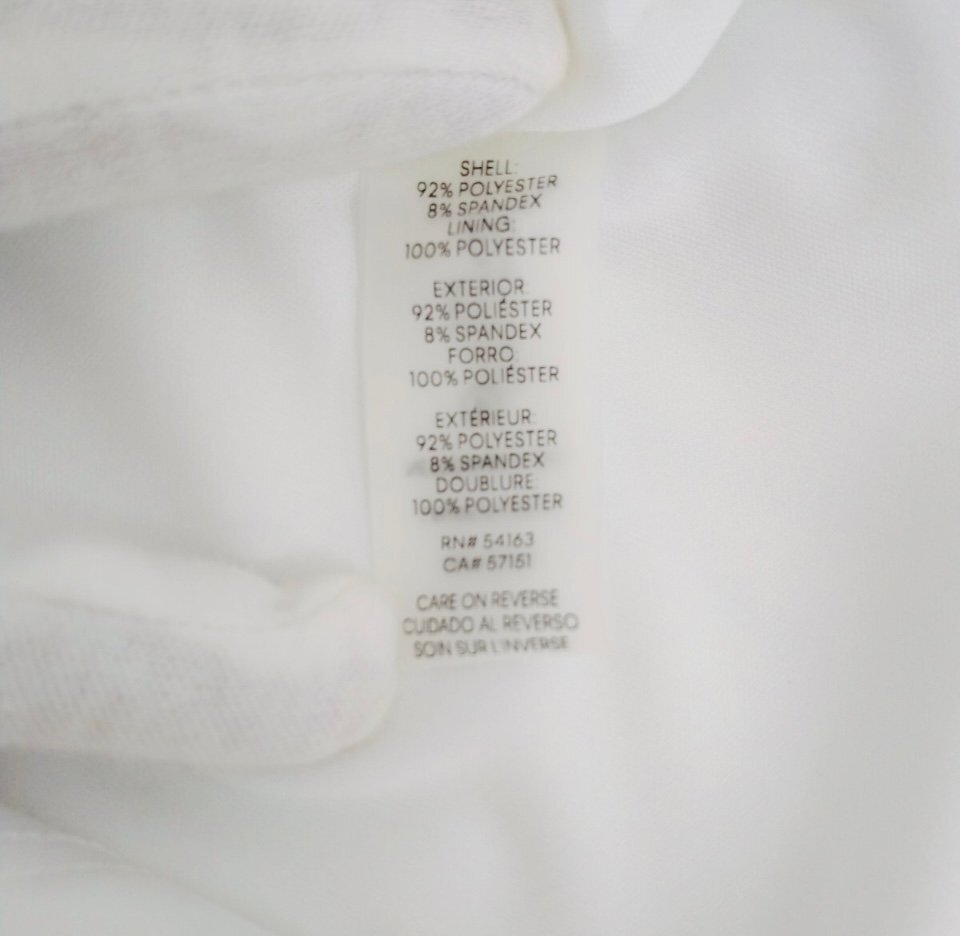 SHELL:
92% POLYESTER
8% SPANDEX
LINING:
100% POLYESTER
EXTERIOR:
92% POLIÉSTER
8% SPANDEX
FORRO:
100% POLIÉSTER
EXTÉRIEUR:
92% POLYESTER
8% SPANDEX
DOUBLURE:
100% POLYESTER
RN# 54163
CA# 57151
CARE ON REVERSE
CUIDADO AL REVERSO
SOIN SUR L'INVERSE